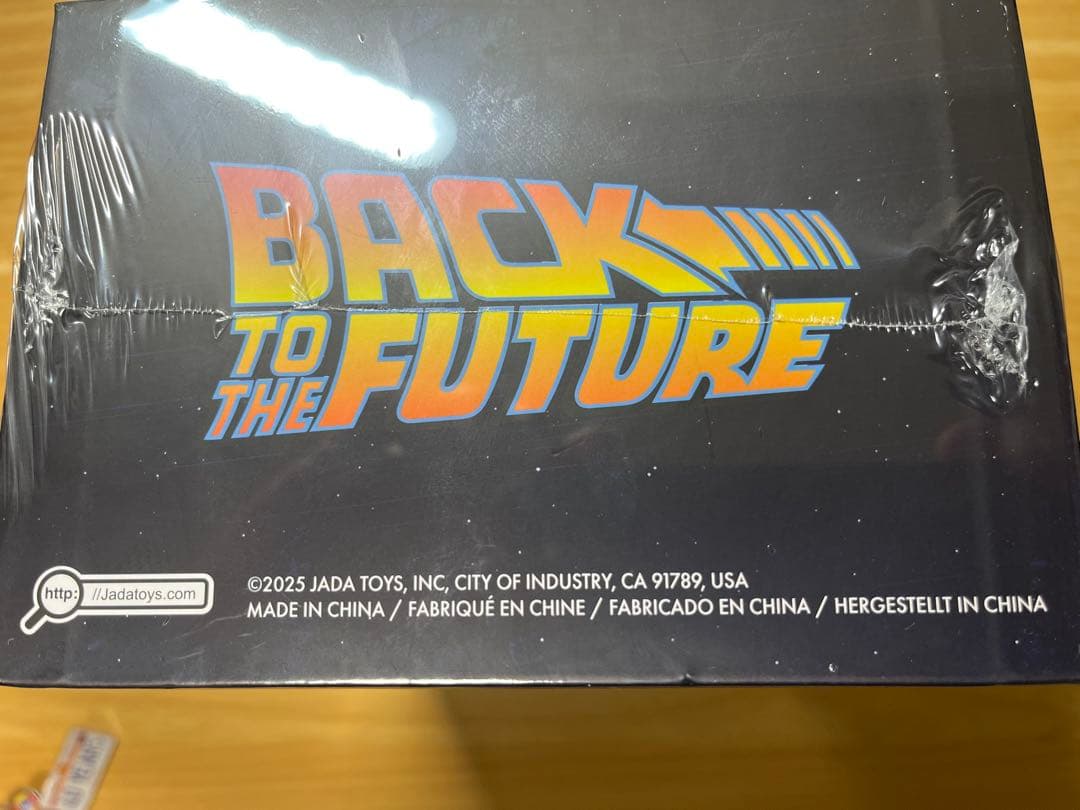 BACK
TO THE FUTURE
http: //Jadatoys.com
©2025 JADA TOYS, INC, CITY OF INDUSTRY, CA 91789, USA
MADE IN CHINA / FABRIQUÉ EN CHINE / FABRICADO EN CHINA / HERGESTELLT IN CHINA